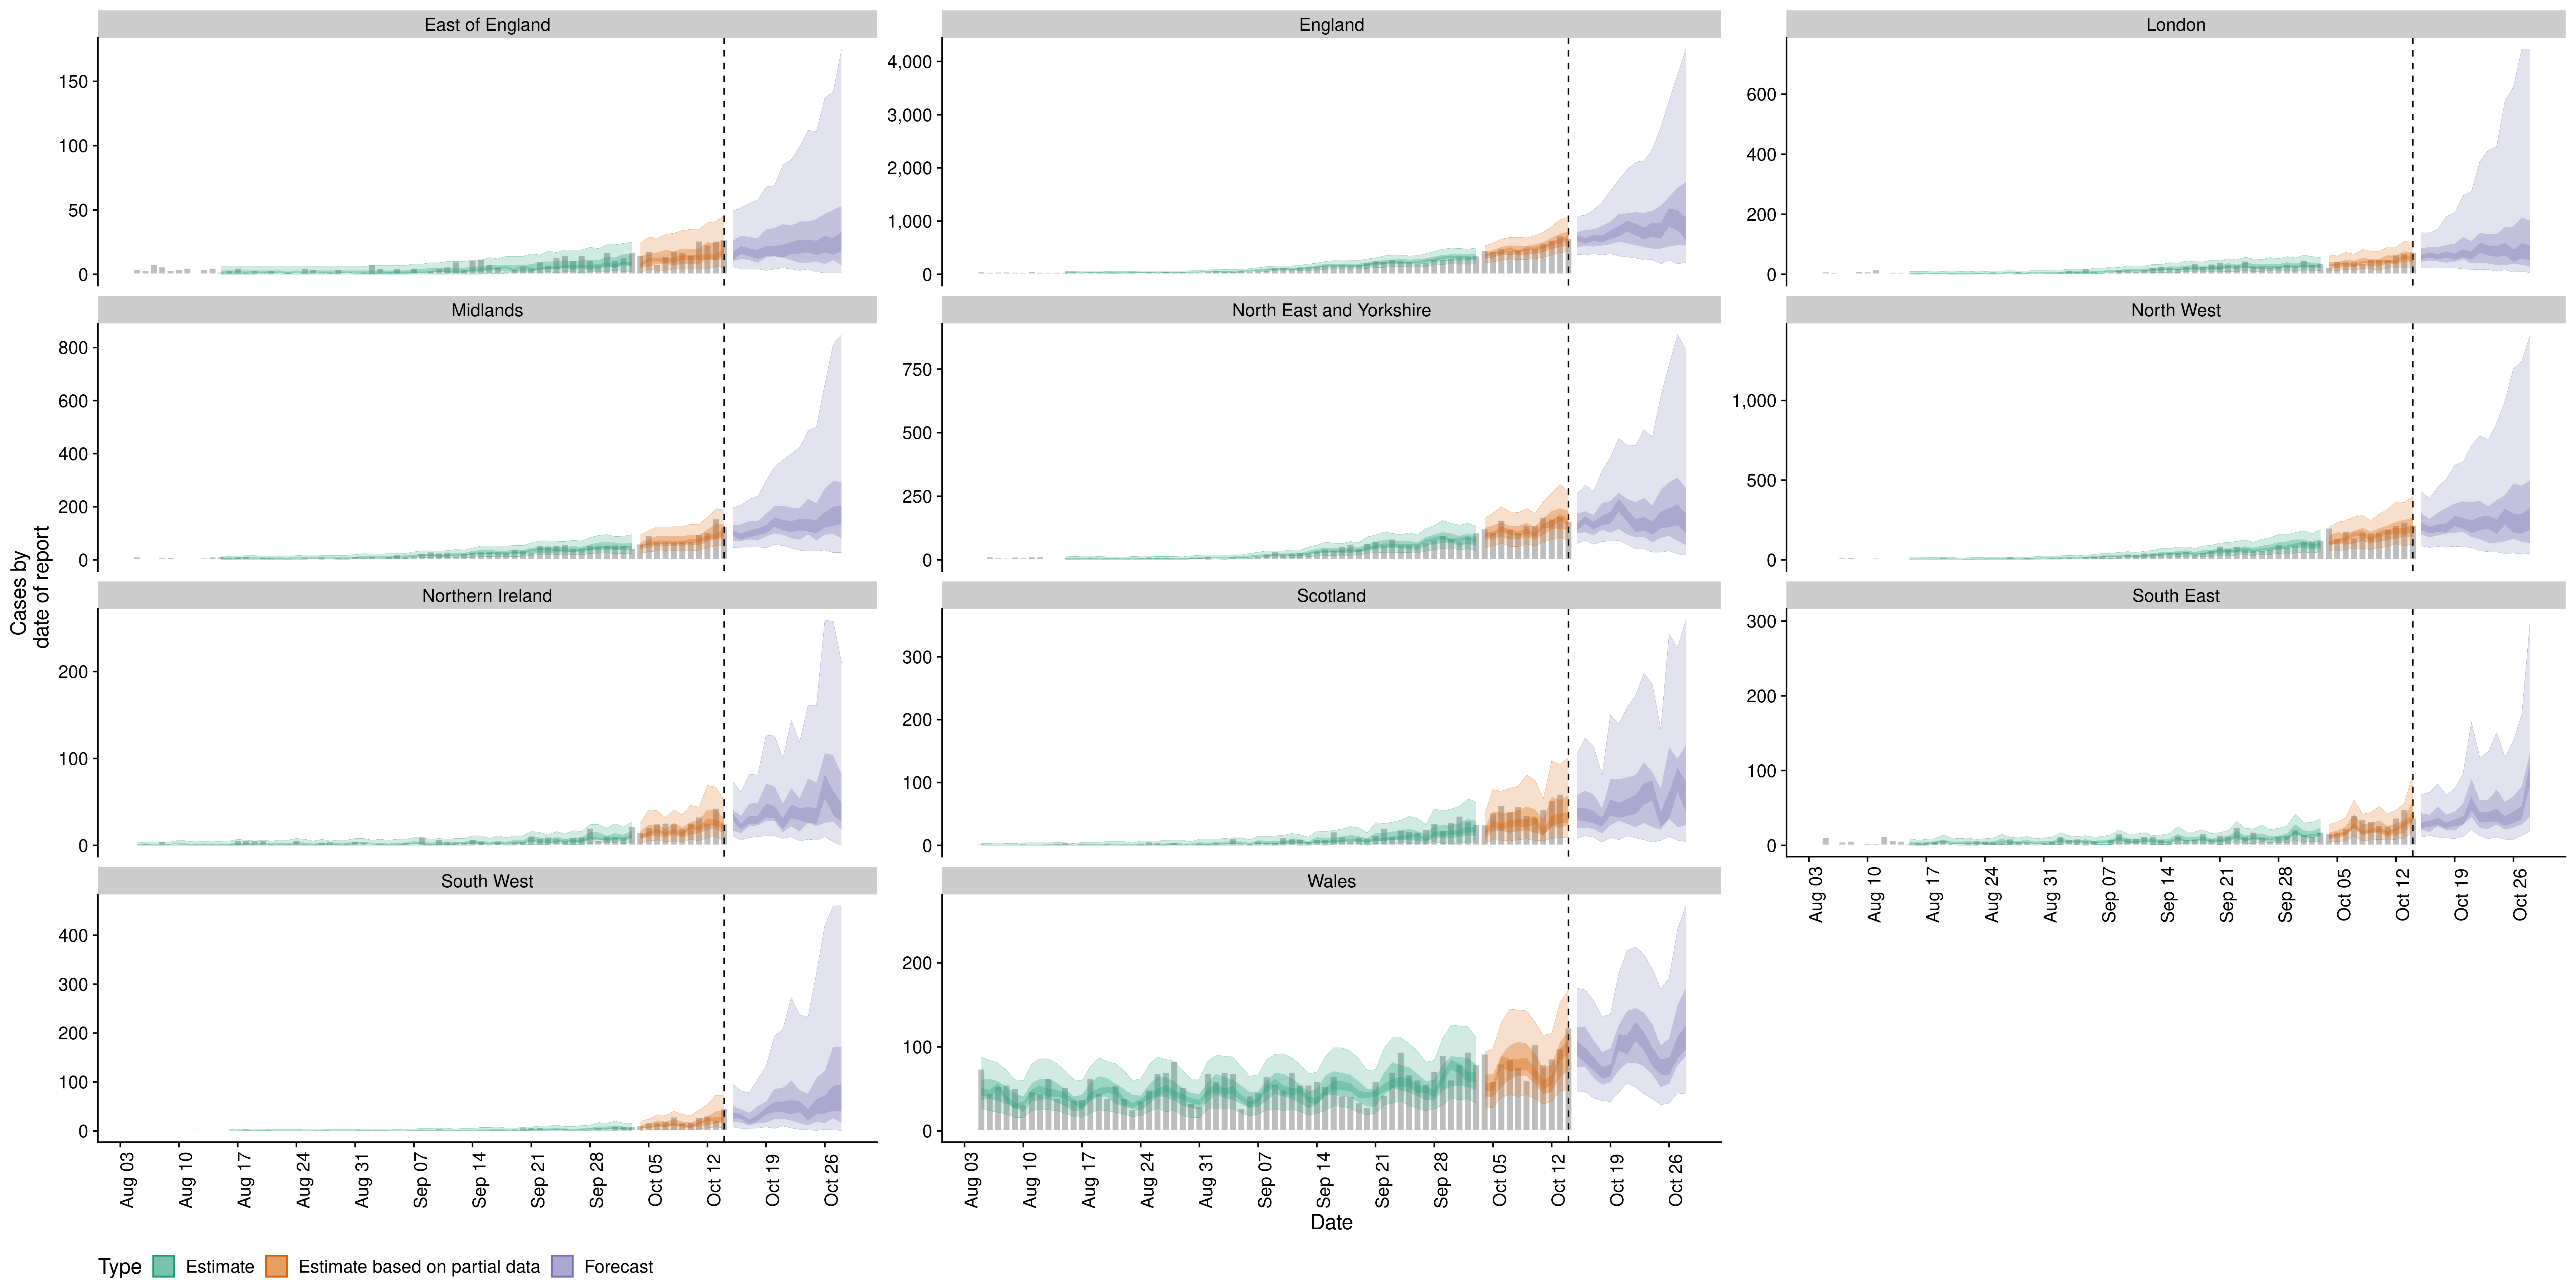 East of England
England
London
150
100
50
0
4,000
3,000
2,000
1,000
0
600
400
200
0
Midlands
North East and Yorkshire
North West
800
600
400
200
0
750
500
250
0
1,000
500
0
Northern Ireland
Scotland
South East
200
100
0
300
200
100
0
300
200
100
0
Aug 03
Aug 10
Aug 17
Aug 24
Aug 31
Sep 07
Sep 14
Sep 21
Sep 28
Oct 05
Oct 12
Oct 19
Oct 26
South West
Wales
400
300
200
100
0
200
100
0
Aug 03
Aug 10
Aug 17
Aug 24
Aug 31
Sep 07
Sep 14
Sep 21
Sep 28
Oct 05
Oct 12
Oct 19
Oct 26
Aug 03
Aug 10
Aug 17
Aug 24
Aug 31
Sep 07
Sep 14
Sep 21
Sep 28
Oct 05
Oct 12
Oct 19
Oct 26
Cases by
date of report
Date
Type Estimate Estimate based on partial data Forecast